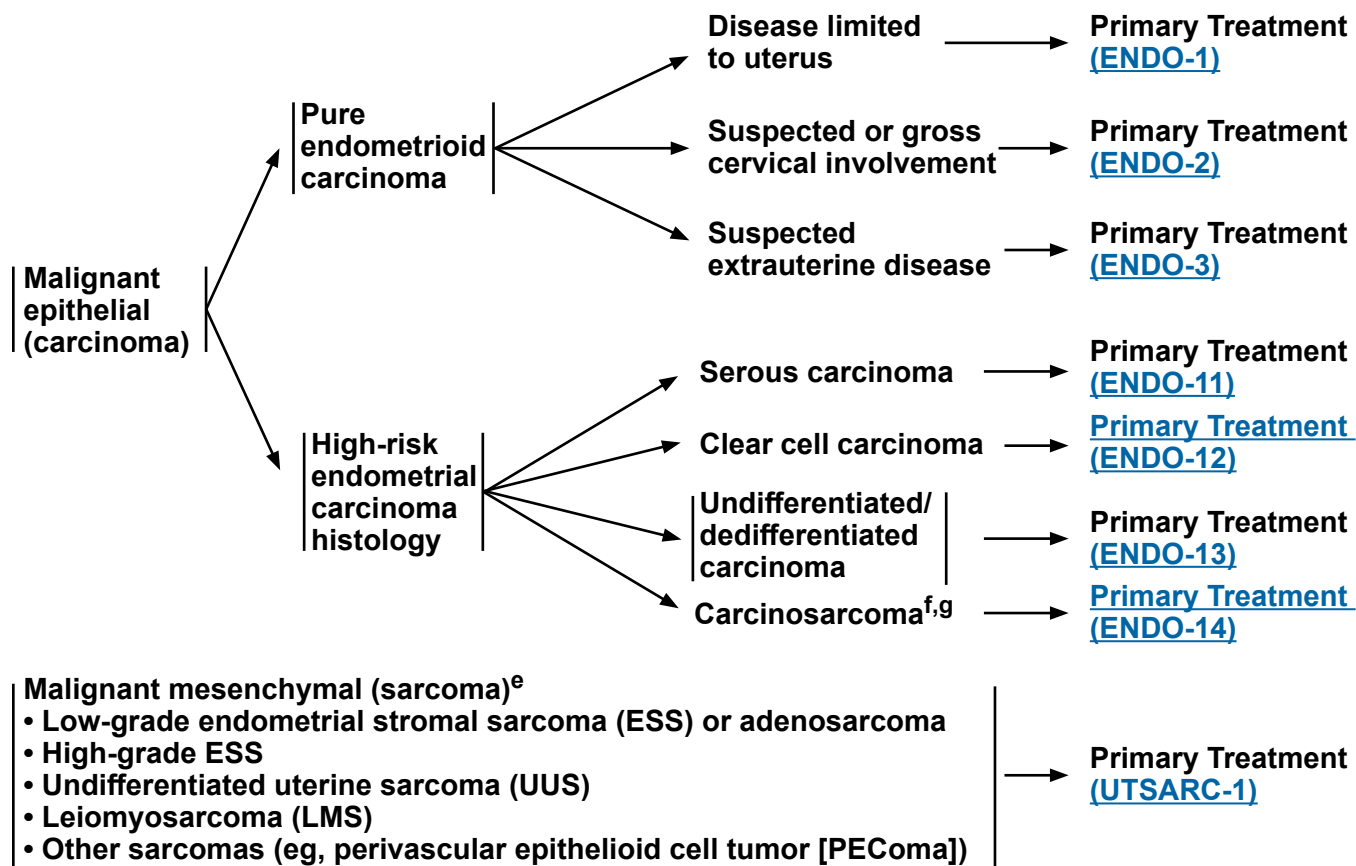 Disease limited
to uterus
Primary Treatment
(ENDO-1)
Pure
endometrioid
carcinoma
Suspected or gross
cervical involvement
Primary Treatment
(ENDO-2)
Suspected
extrauterine disease
Primary Treatment
(ENDO-3)
Malignant
epithelial
(carcinoma)
Serous carcinoma
Primary Treatment
(ENDO-11)
High-risk
endometrial
carcinoma
histology
Clear cell carcinoma
Primary Treatment
(ENDO-12)
Undifferentiated/
dedifferentiated
carcinoma
Primary Treatment
(ENDO-13)
Carcinosarcomaf,g
Primary Treatment
(ENDO-14)
Malignant mesenchymal (sarcoma)e
• Low-grade endometrial stromal sarcoma (ESS) or adenosarcoma
• High-grade ESS
• Undifferentiated uterine sarcoma (UUS)
• Leiomyosarcoma (LMS)
• Other sarcomas (eg, perivascular epithelioid cell tumor [PEComa])
Primary Treatment
(UTSARC-1)